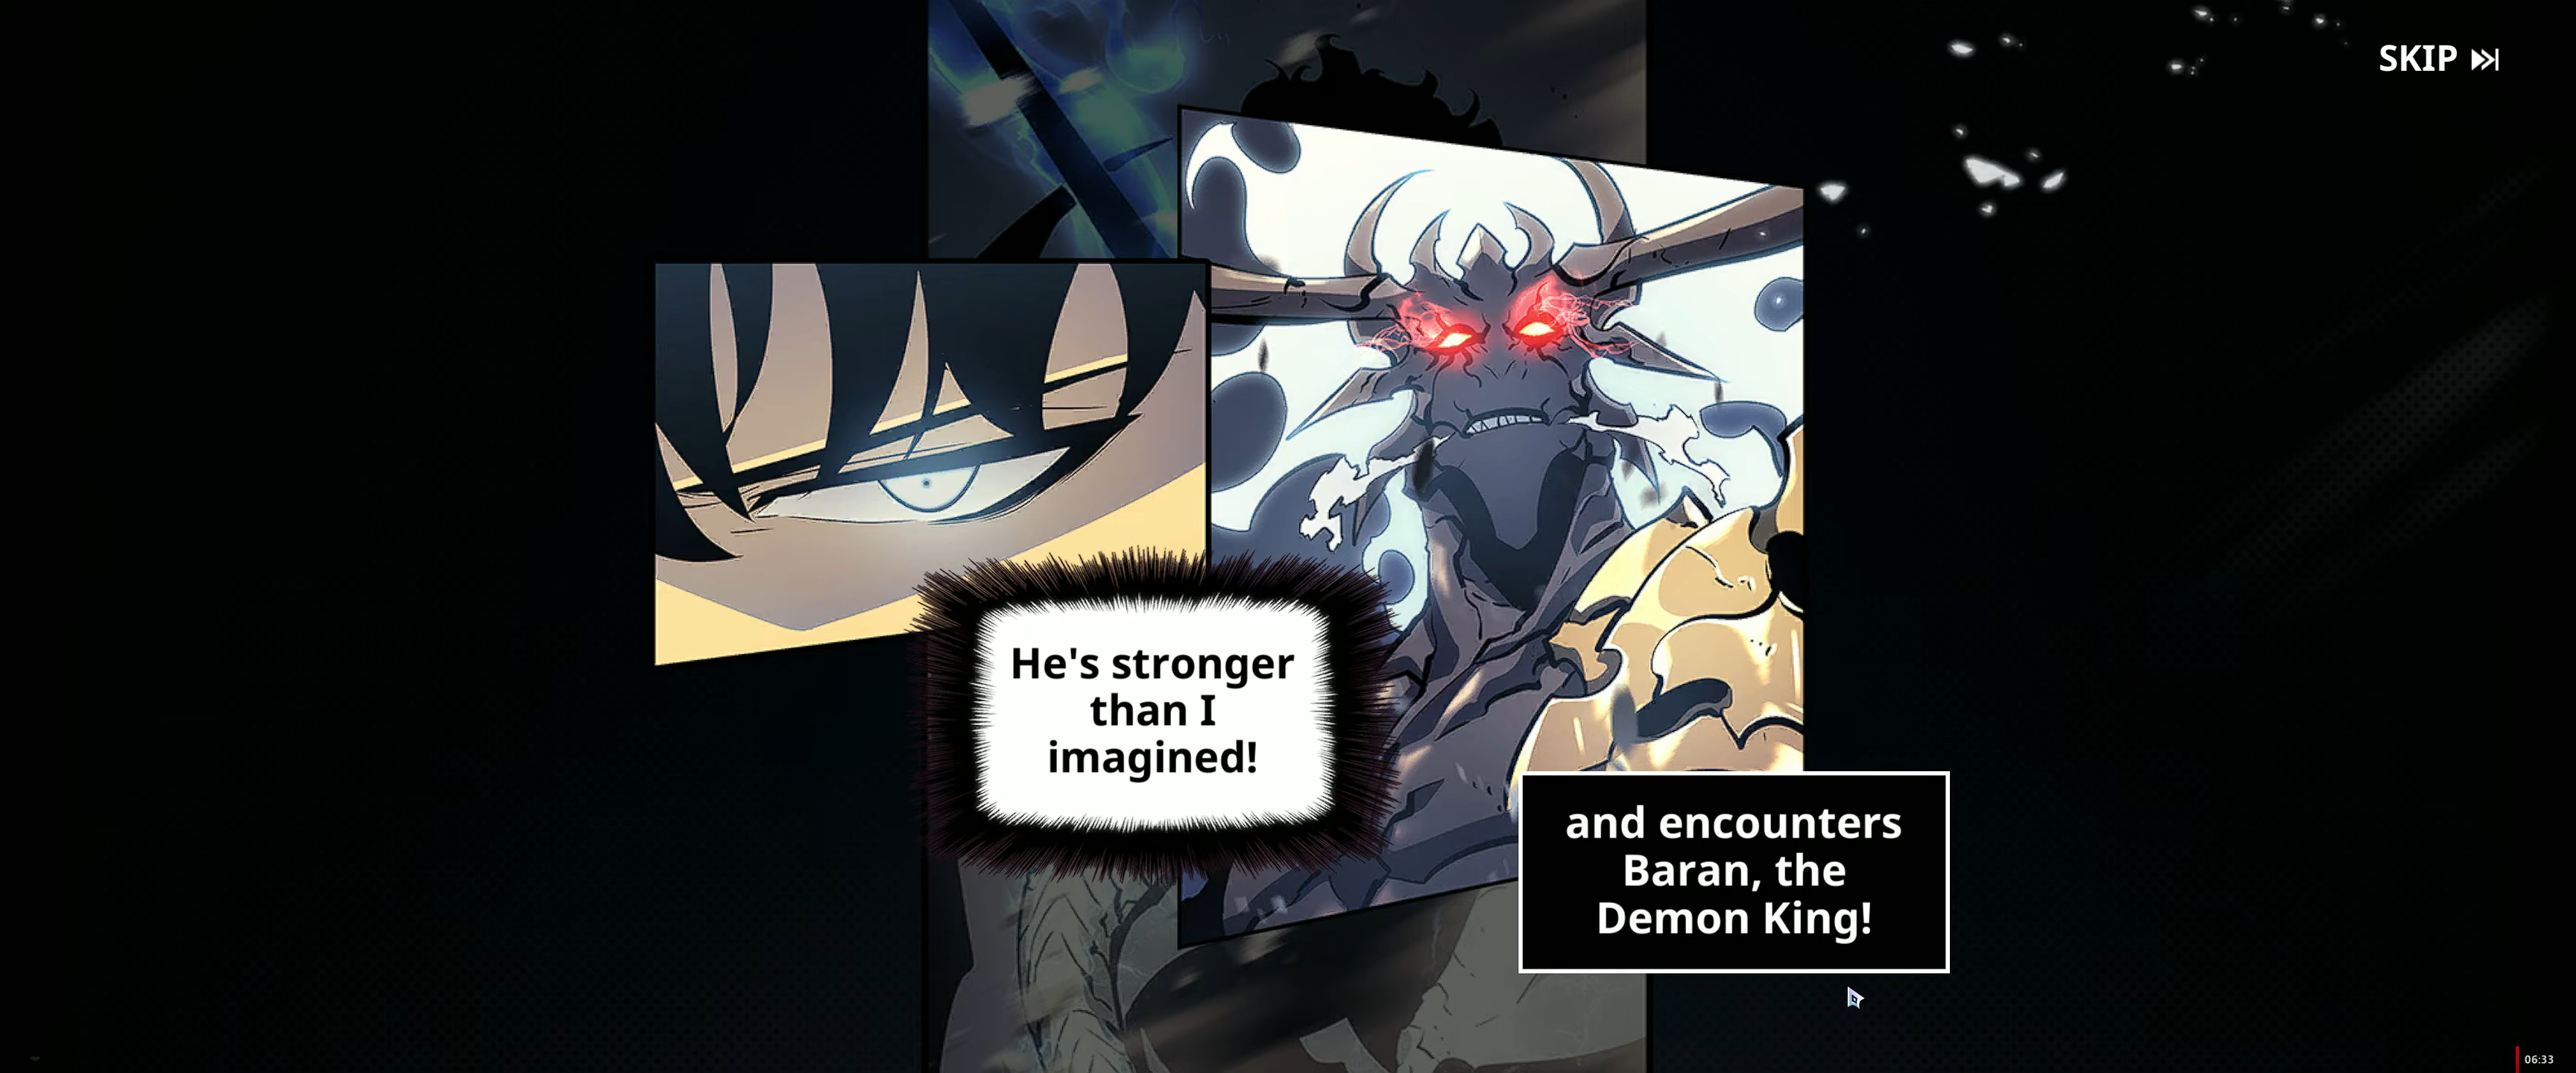 SKIP
He's stronger
than I
imagined!
and encounters
Baran, the
Demon King!
06:33